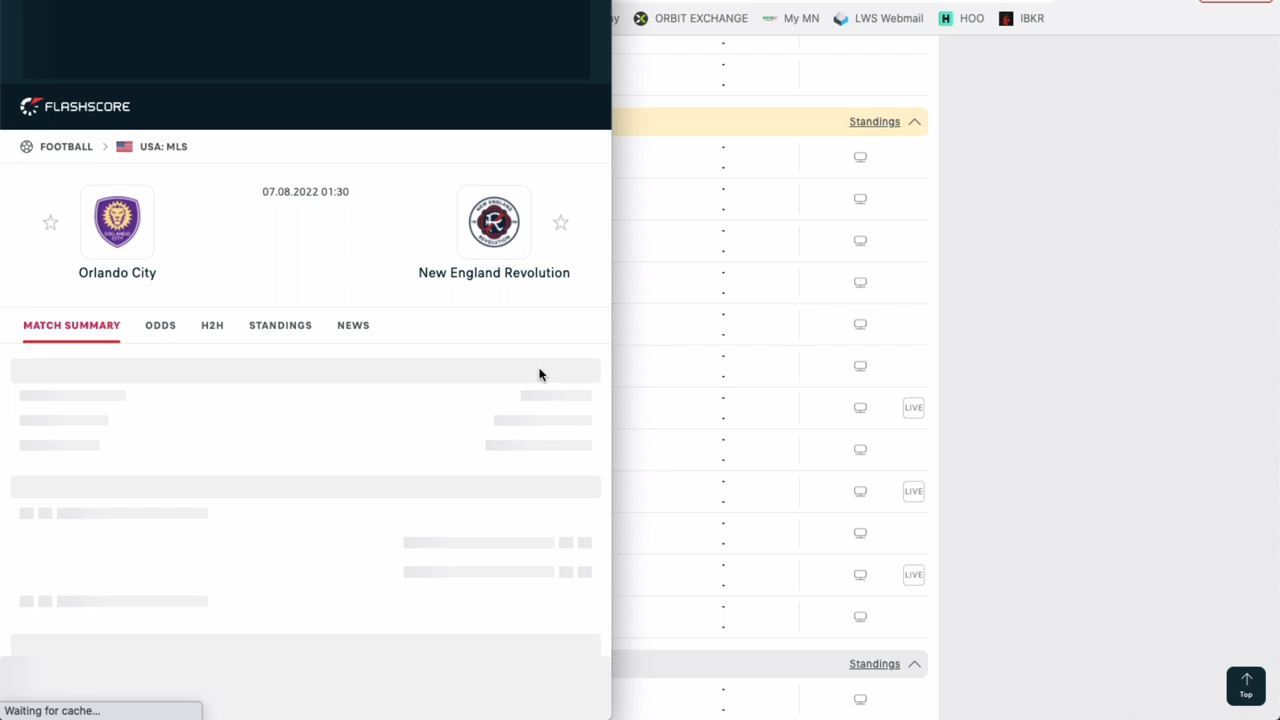 ORBIT EXCHANGE
My MN
LWS Webmail
H HOO
IBKR
FLASHSCORE
FOOTBALL
USA: MLS
07.08.2022 01:30
Orlando City
New England Revolution
MATCH SUMMARY
ODDS
H2H
STANDINGS
NEWS
Standings
LIVE
LIVE
LIVE
Standings
Top
Waiting for cache...